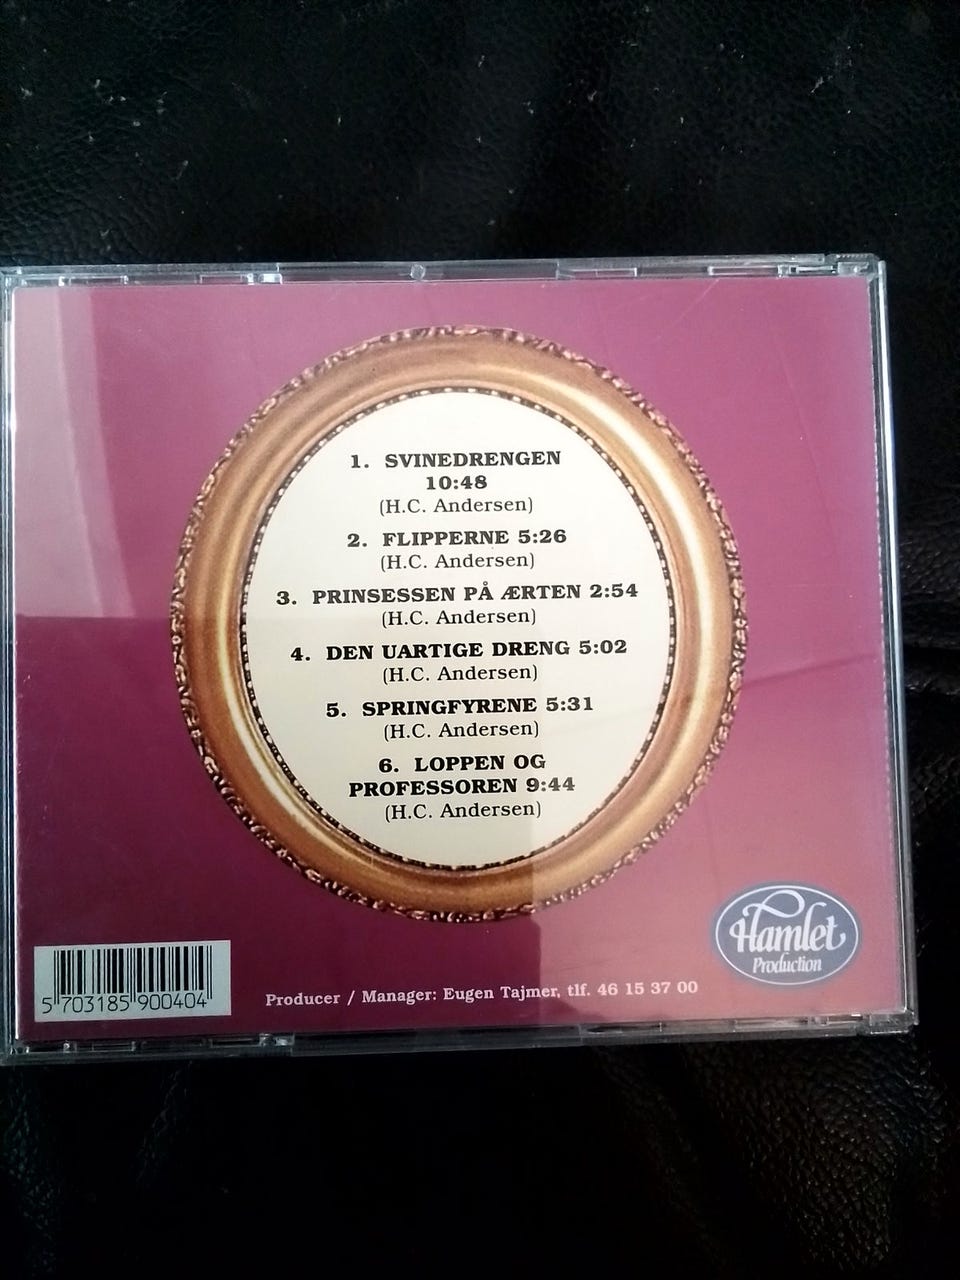 1. SVINEDRENGEN
10:48
(H.C. Andersen)
2. FLIPPERNE 5:26
(H.C. Andersen)
3. PRINSESSEN PÅ ÆRTEN 2:54
(H.C. Andersen)
4. DEN UARTIGE DRENG 5:02
(H.C. Andersen)
5. SPRINGFYRENE 5:31
(H.C. Andersen)
6. LOPPEN OG
PROFESSOREN 9:44
(H.C. Andersen)
Hamlet
Production
5 703185 900404
Producer / Manager: Eugen Tajmer, tlf. 46 15 37 00